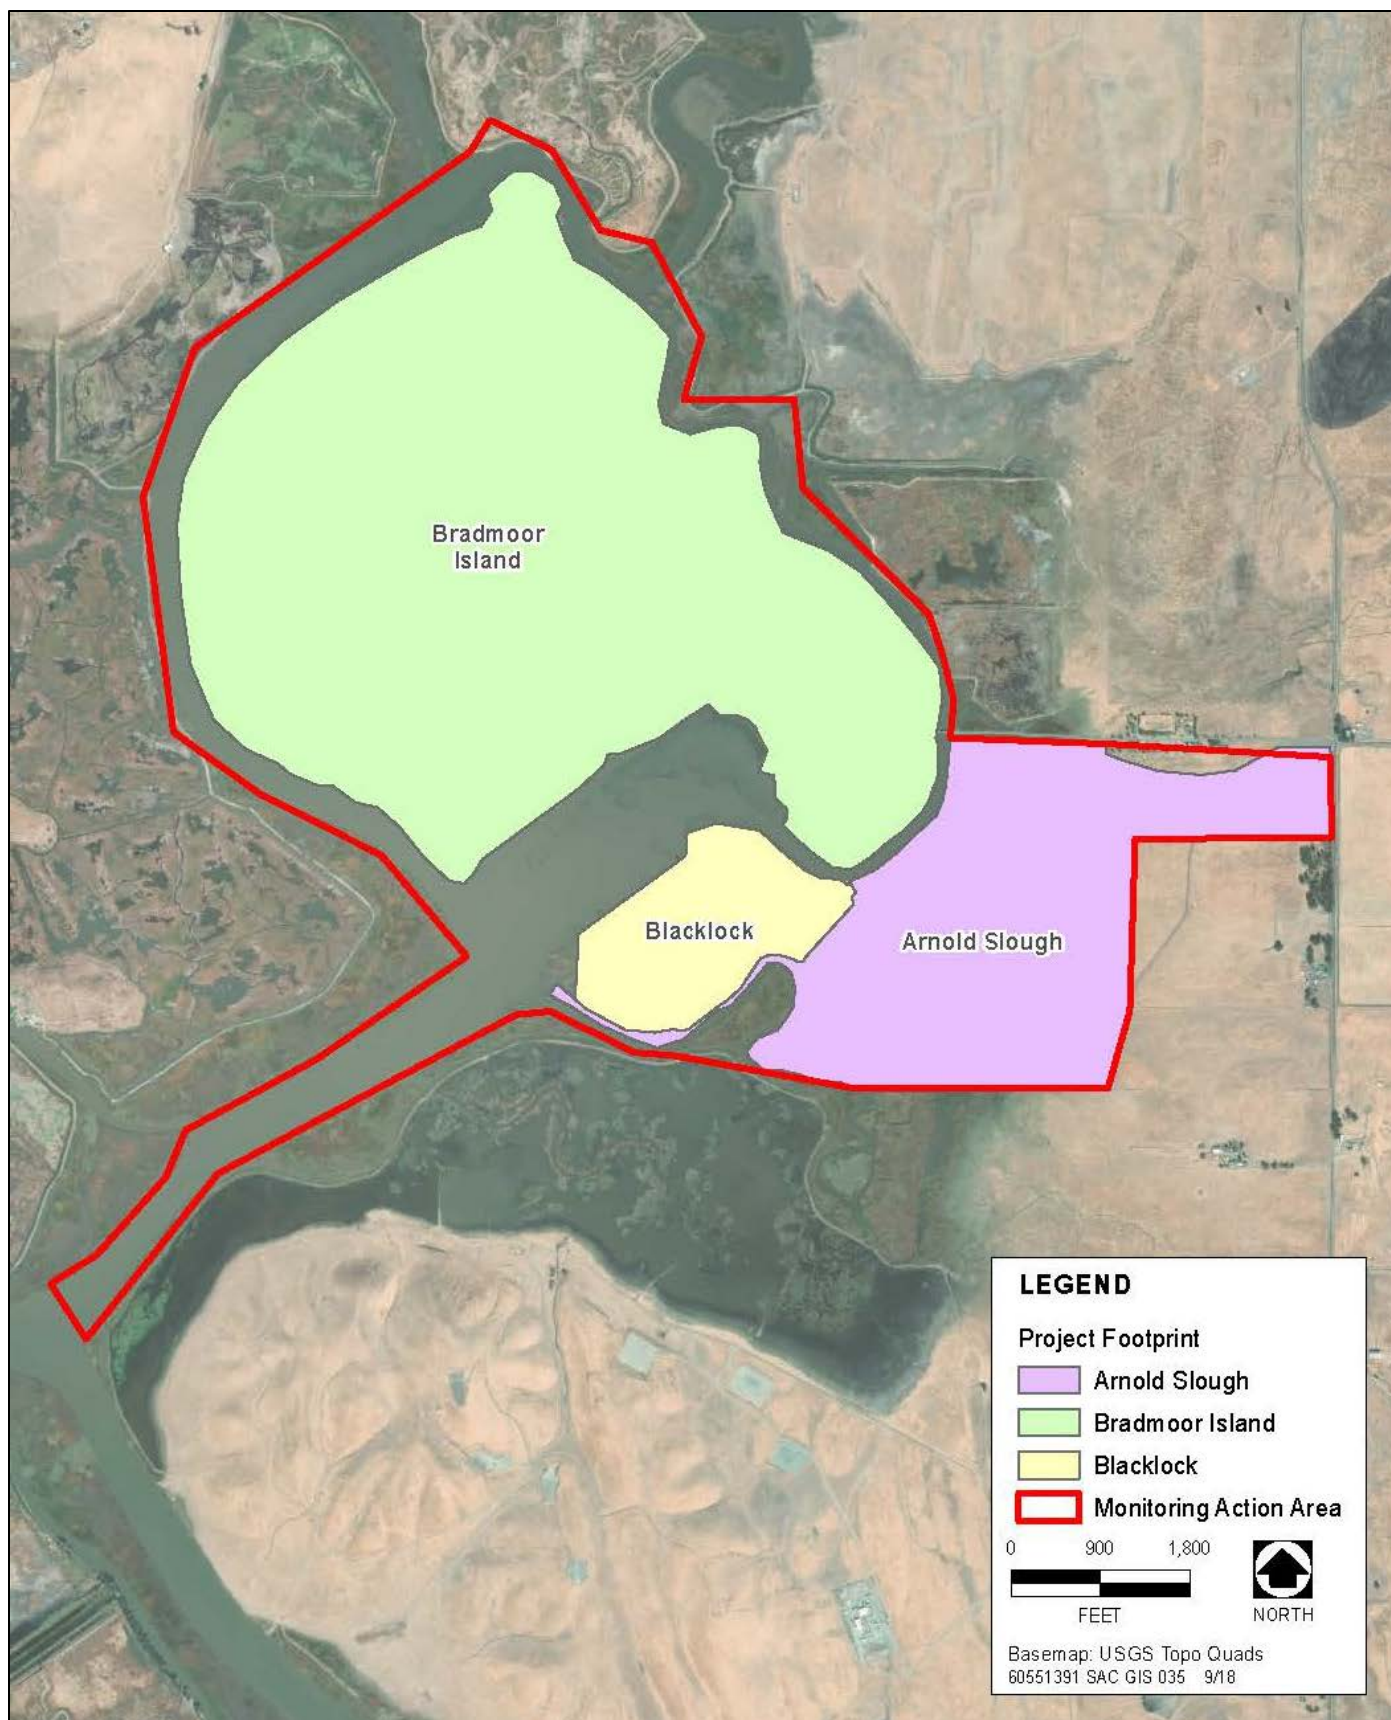 Bradmoor
Island
Blacklock
Arnold Slough
LEGEND
Project Footprint
Arnold Slough
Bradmoor Island
Blacklock
Monitoring Action Area
0 900 1,800
FEET
NORTH
Basemap: USGS Topo Quads
60551391 SAC GIS 035 9/18